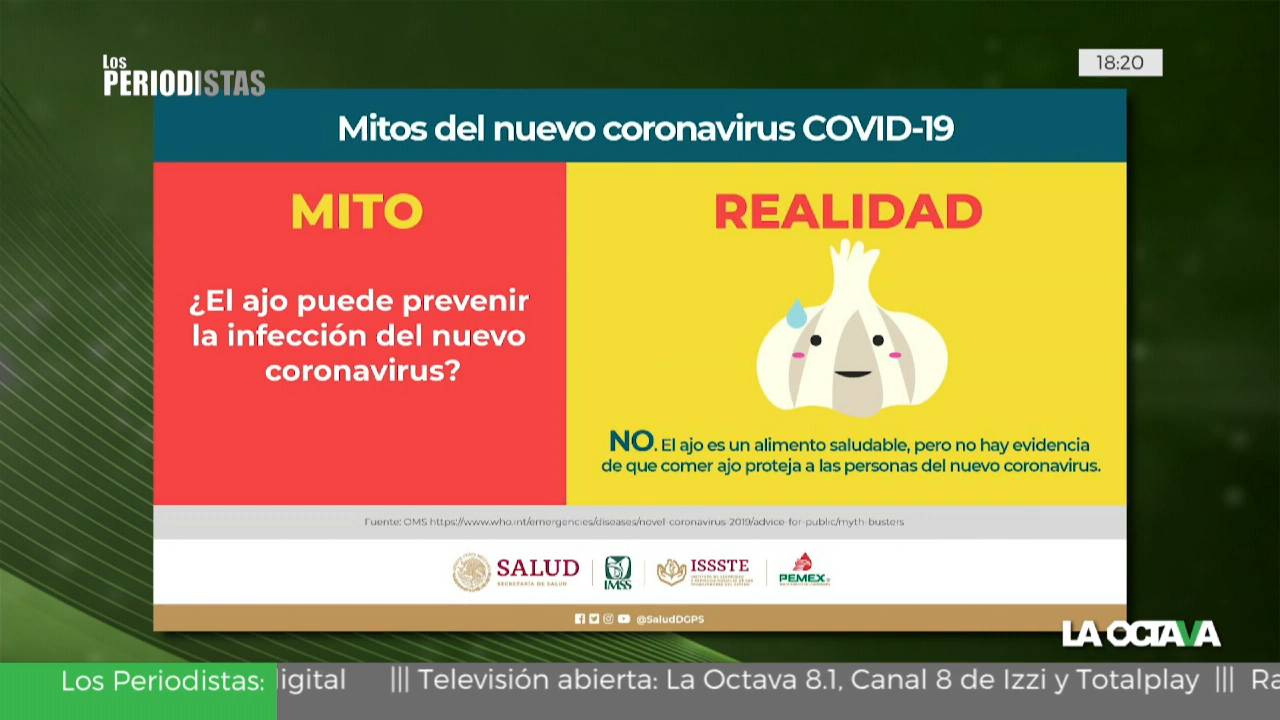 Los
PERIODISTAS
18:20
Mitos del nuevo coronavirus COVID-19
MITO
¿El ajo puede prevenir
la infección del nuevo
coronavirus?
REALIDAD
NO. El ajo es un alimento saludable, pero no hay evidencia
de que comer ajo proteja a las personas del nuevo coronavirus.
Fuente: OMS https://www.who.int/emergencies/diseases/novel-coronavirus-2019/advice-for-public/myth-busters
SALUD
SECRETARÍA DE SALUD
IMSS
ISSSTE
PEMEX
@SaludDGPS
LA OCTAVA
Los Periodistas: igital ||| Televisión abierta: La Octava 8.1, Canal 8 de Izzi y Totalplay ||| Ra